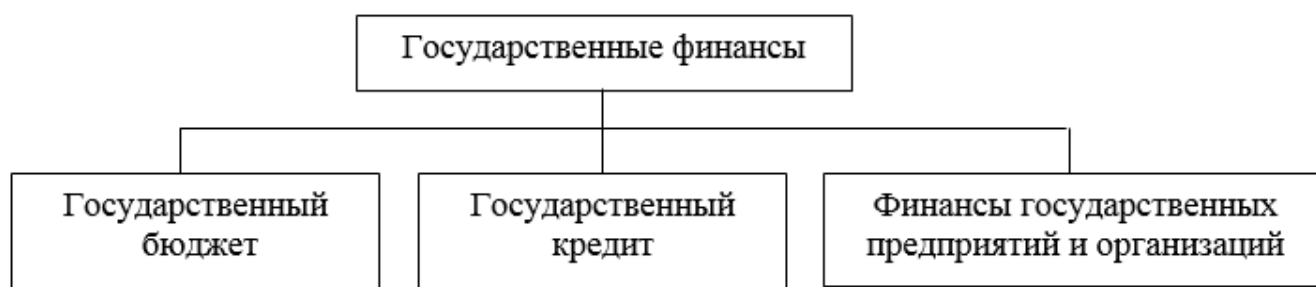 Государственные финансы
Государственный
бюджет
Государственный
кредит
Финансы государственных
предприятий и организаций